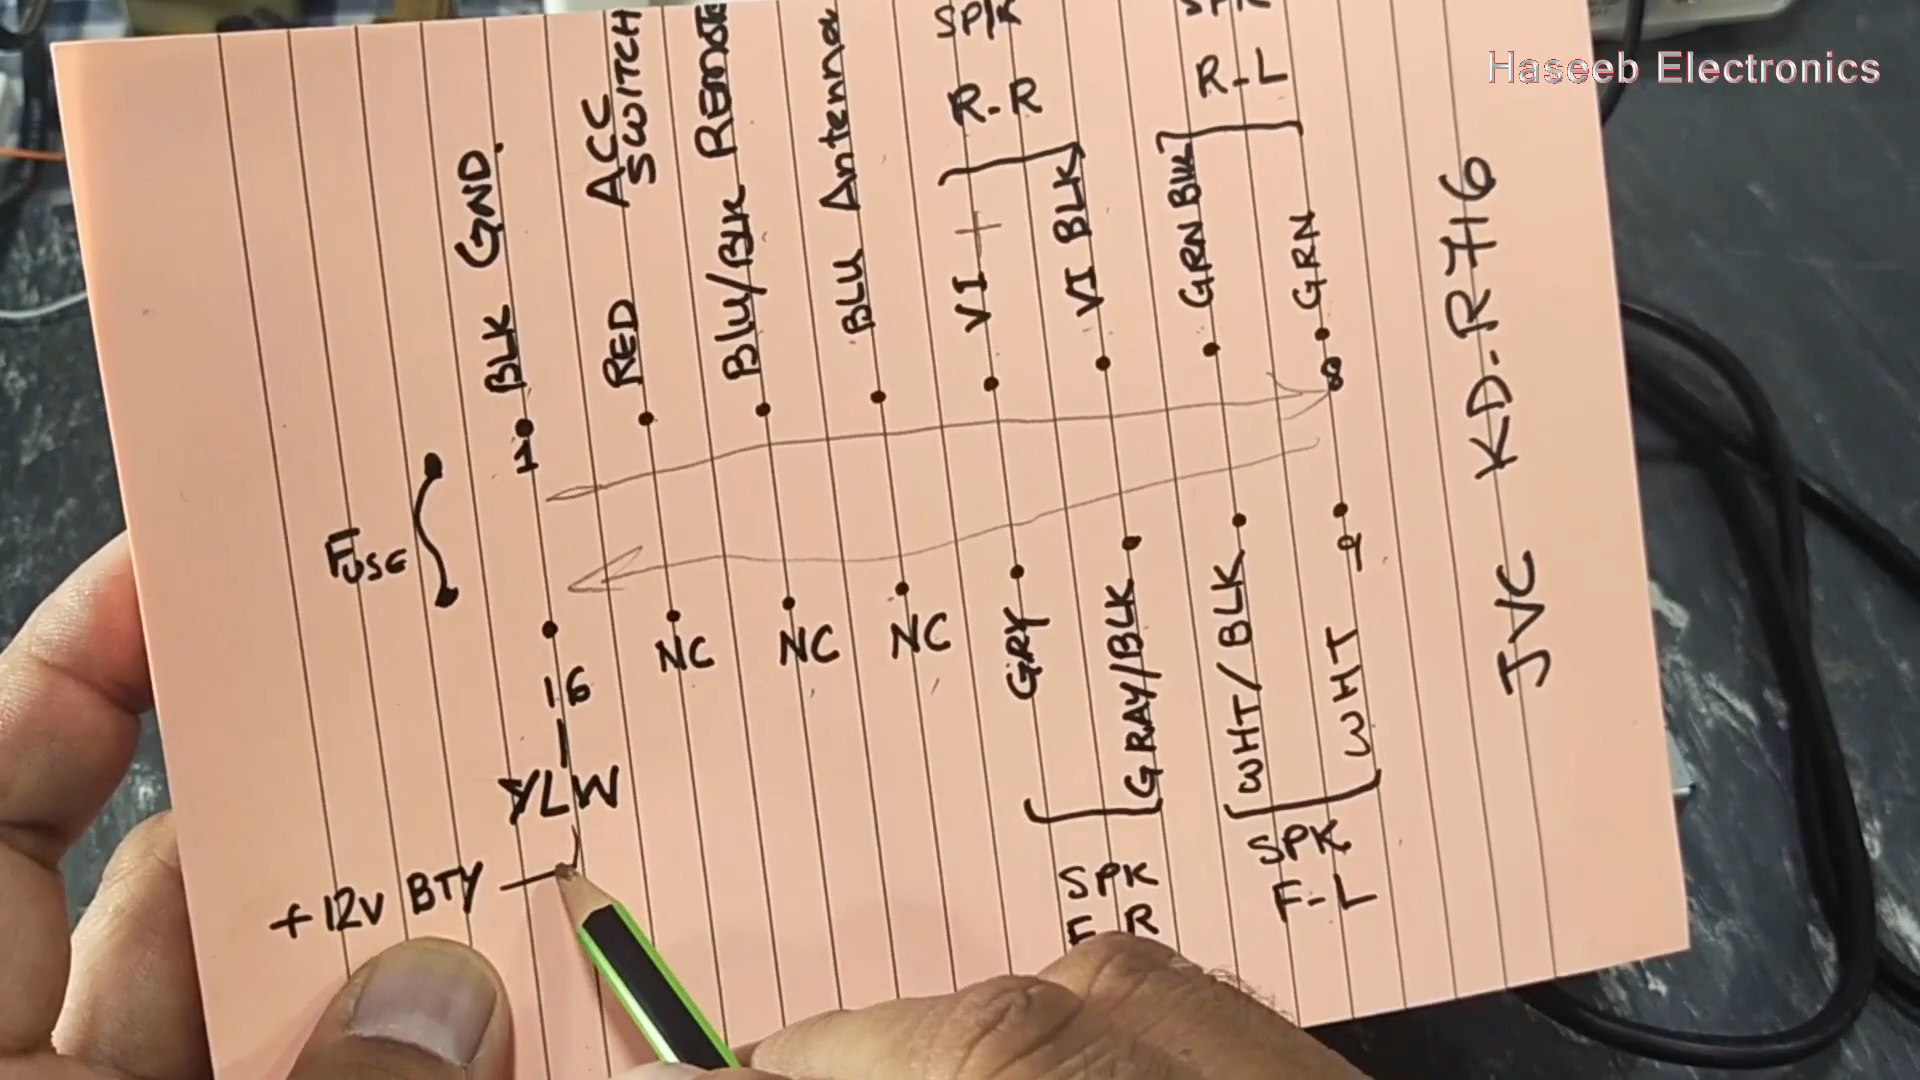 Haseeb Electronics
FUSE
1
BLK GND.
RED ACC
SWITCH
BLU/BLK REMOTE
BLU Antenna
VI +
VI BLK
R-R
SPK
GRN BLK
GRN
R-L
8
16
YLW
+12V BTY
NC
NC
NC
GRY
GRAY/BLK
SPK
F R
WHT/BLK
WHT
9
SPK
F-L
JVC KD-R716